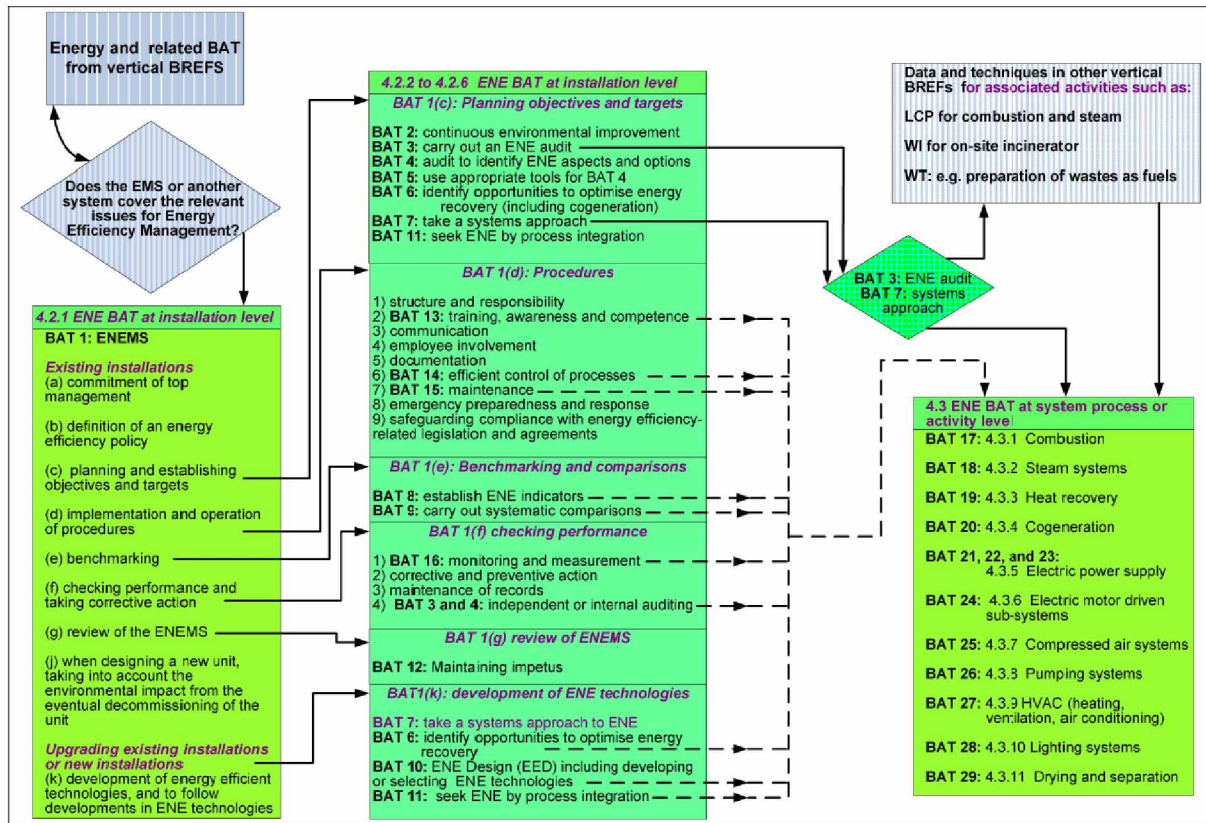 Energy and related BAT
from vertical BREFS
Does the EMS or another
system cover the relevant
issues for Energy
Efficiency Management?
4.2.1 ENE BAT at installation level
BAT 1: ENEMS
Existing installations
(a) commitment of top
management
(b) definition of an energy
efficiency policy
(c) planning and establishing
objectives and targets
(d) implementation and operation
of procedures
(e) benchmarking
(f) checking performance and
taking corrective action
(g) review of the ENEMS
(j) when designing a new unit,
taking into account the
environmental impact from the
eventual decommissioning of the
unit
Upgrading existing installations
or new installations
(k) development of energy efficient
technologies, and to follow
developments in ENE technologies
4.2.2 to 4.2.6 ENE BAT at installation level
BAT 1(c): Planning objectives and targets
BAT 2: continuous environmental improvement
BAT 3: carry out an ENE audit
BAT 4: audit to identify ENE aspects and options
BAT 5: use appropriate tools for BAT 4
BAT 6: identify opportunities to optimise energy
recovery (including cogeneration)
BAT 7: take a systems approach
BAT 11: seek ENE by process integration
BAT 1(d): Procedures
1) structure and responsibility
2) BAT 13: training, awareness and competence
3) communication
4) employee involvement
5) documentation
6) BAT 14: efficient control of processes
7) BAT 15: maintenance
8) emergency preparedness and response
9) safeguarding compliance with energy efficiency-
related legislation and agreements
BAT 1(e): Benchmarking and comparisons
BAT 8: establish ENE indicators
BAT 9: carry out systematic comparisons
BAT 1(f) checking performance
1) BAT 16: monitoring and measurement
2) corrective and preventive action
3) maintenance of records
4) BAT 3 and 4: independent or internal auditing
BAT 1(g) review of ENEMS
BAT 12: Maintaining impetus
BAT1(k): development of ENE technologies
BAT 7: take a systems approach to ENE
BAT 6: identify opportunities to optimise energy
recovery
BAT 10: ENE Design (EED) including developing
or selecting ENE technologies
BAT 11: seek ENE by process integration
Data and techniques in other vertical
BREFs for associated activities such as:
LCP for combustion and steam
WI for on-site incinerator
WT: e.g. preparation of wastes as fuels
BAT 3: ENE audit
BAT 7: systems
approach
4.3 ENE BAT at system process or
activity level
BAT 17: 4.3.1 Combustion
BAT 18: 4.3.2 Steam systems
BAT 19: 4.3.3 Heat recovery
BAT 20: 4.3.4 Cogeneration
BAT 21, 22, and 23:
4.3.5 Electric power supply
BAT 24: 4.3.6 Electric motor driven
sub-systems
BAT 25: 4.3.7 Compressed air systems
BAT 26: 4.3.8 Pumping systems
BAT 27: 4.3.9 HVAC (heating,
ventilation, air conditioning)
BAT 28: 4.3.10 Lighting systems
BAT 29: 4.3.11 Drying and separation